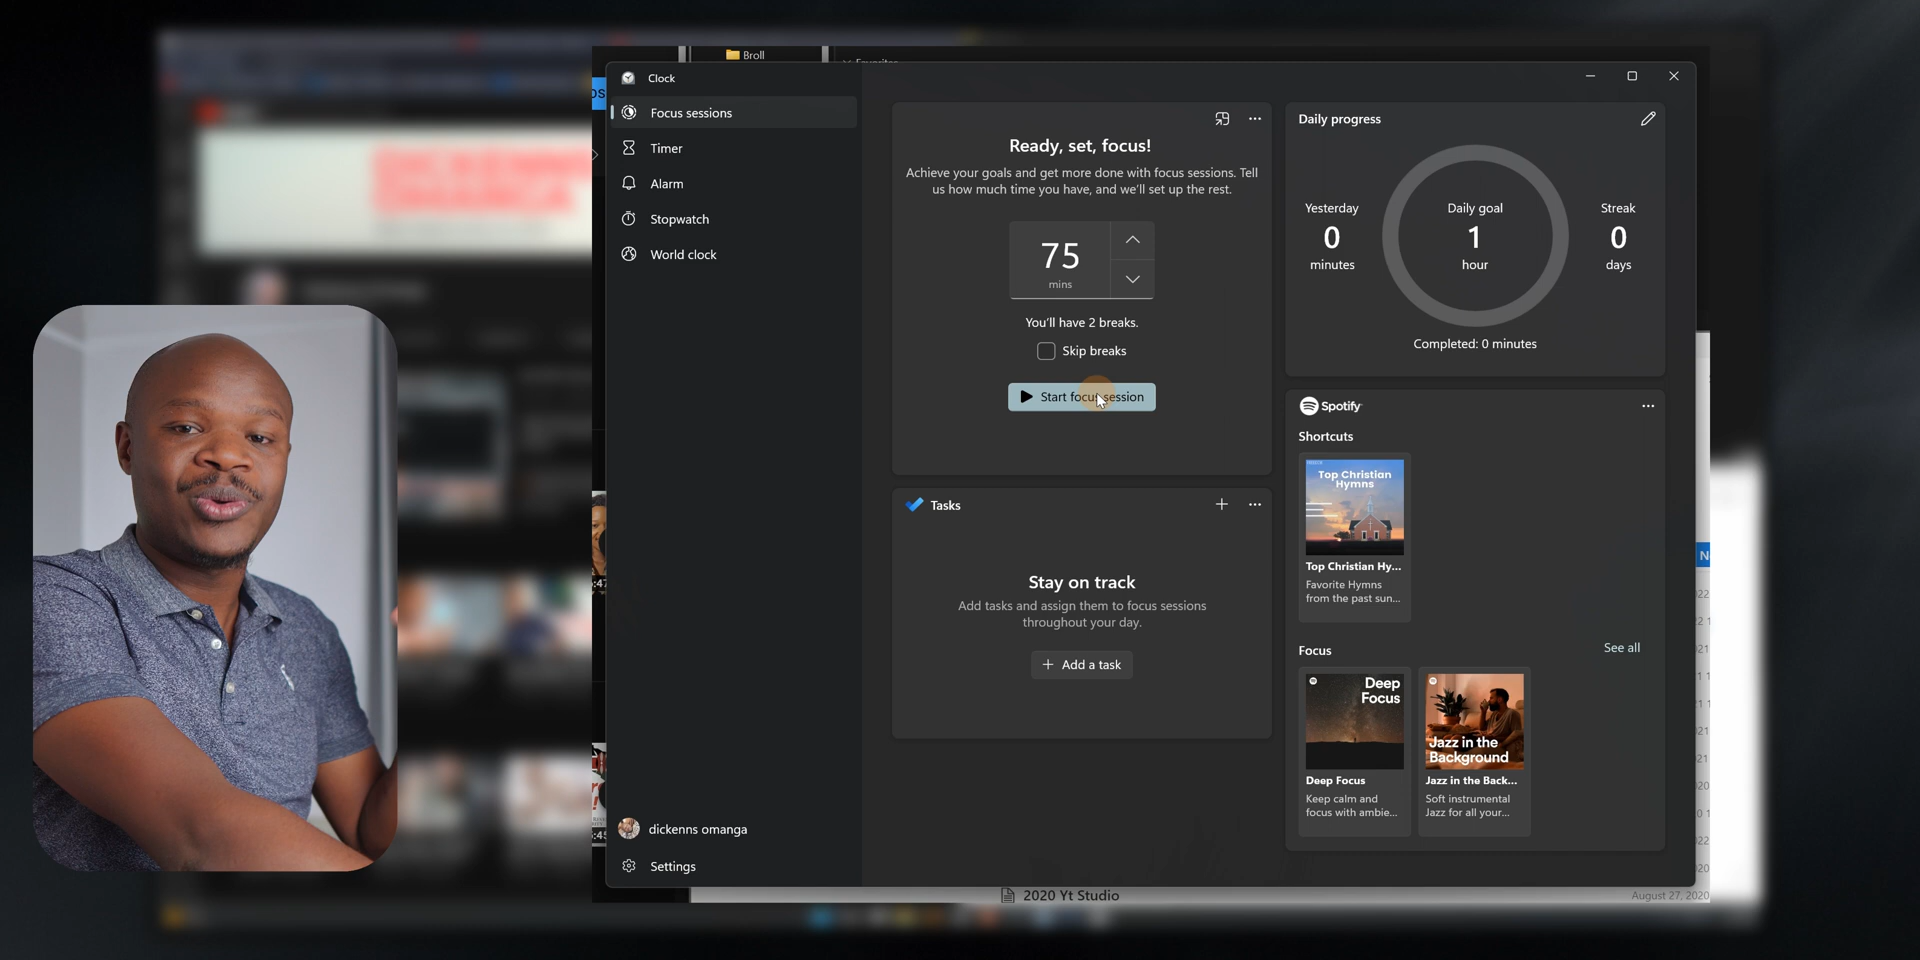 Broll
Clock
Focus sessions
Timer
Alarm
Stopwatch
World clock
dickenns omanga
Settings
Ready, set, focus!
Achieve your goals and get more done with focus sessions. Tell
us how much time you have, and we'll set up the rest.
75
mins
You'll have 2 breaks.
Skip breaks
Start focus session
Tasks
Stay on track
Add tasks and assign them to focus sessions
throughout your day.
Add a task
Daily progress
Yesterday
0
minutes
Daily goal
1
hour
Streak
0
days
Completed: 0 minutes
Spotify
Shortcuts
Top Christian
Hymns
Top Christian Hy...
Favorite Hymns
from the past sun...
Focus
See all
Deep
Focus
Deep Focus
Keep calm and
focus with ambie...
Jazz in the
Background
Jazz in the Back...
Soft instrumental
Jazz for all your...
2020 Yt Studio
August 27, 2020